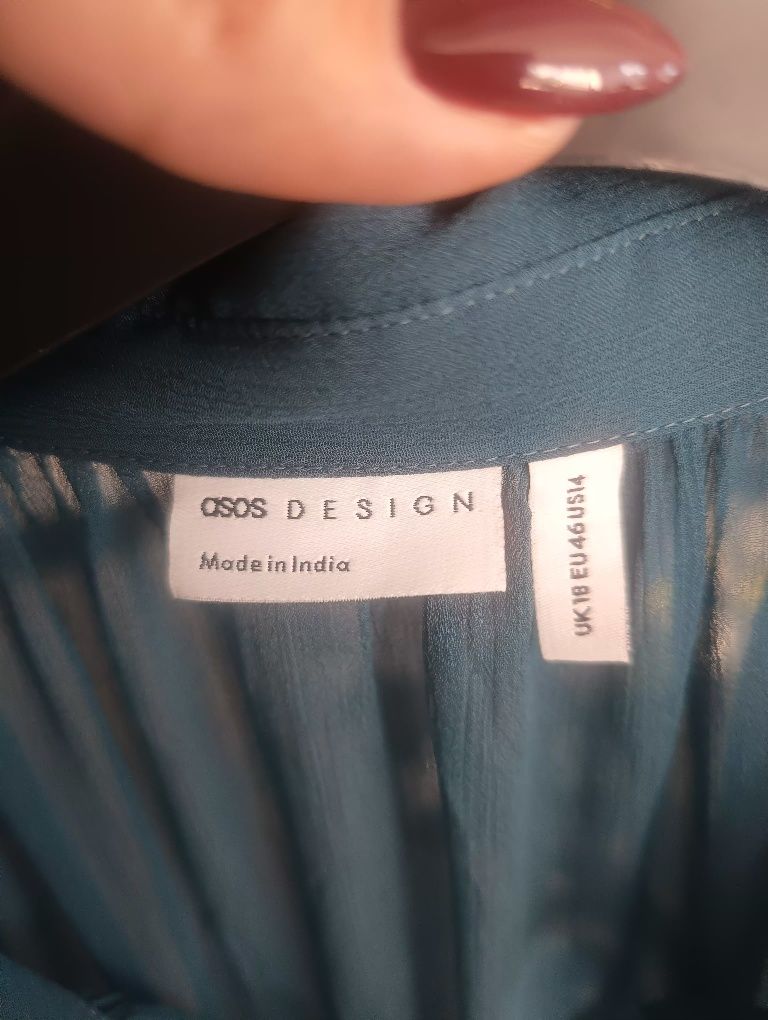 asos DESIGN
Made in India
UK18 EU46 US14